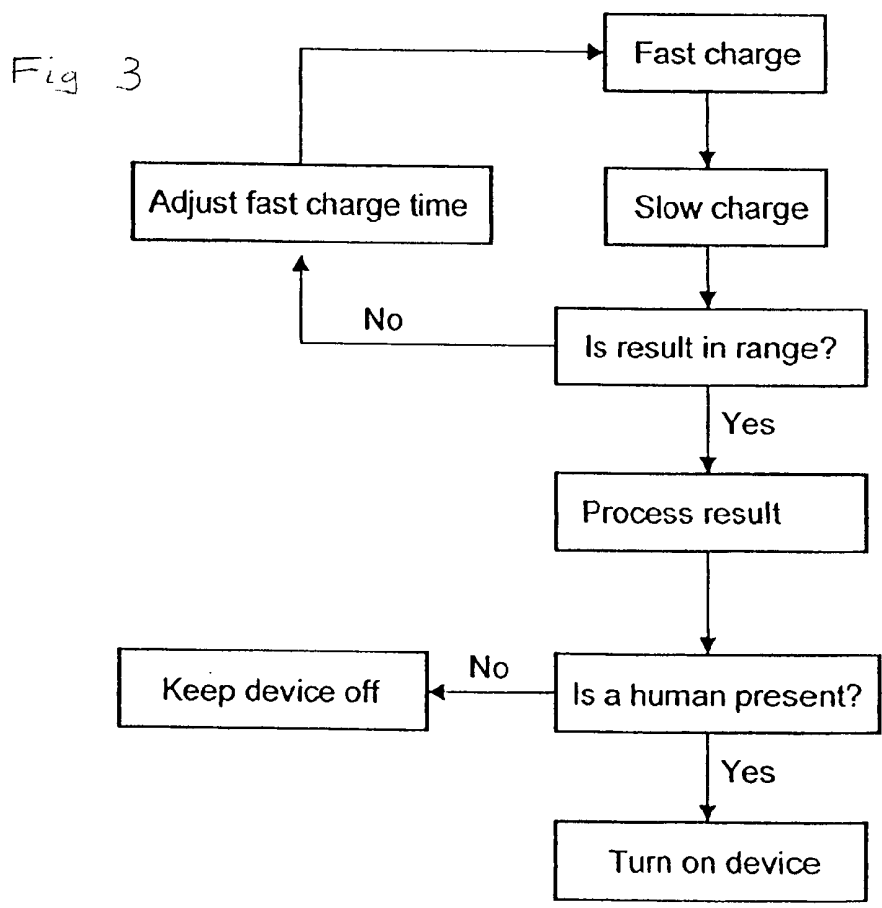 Fig 3
Fast charge
Adjust fast charge time
Slow charge
No
Is result in range?
Yes
Process result
Keep device off
No
Is a human present?
Yes
Turn on device